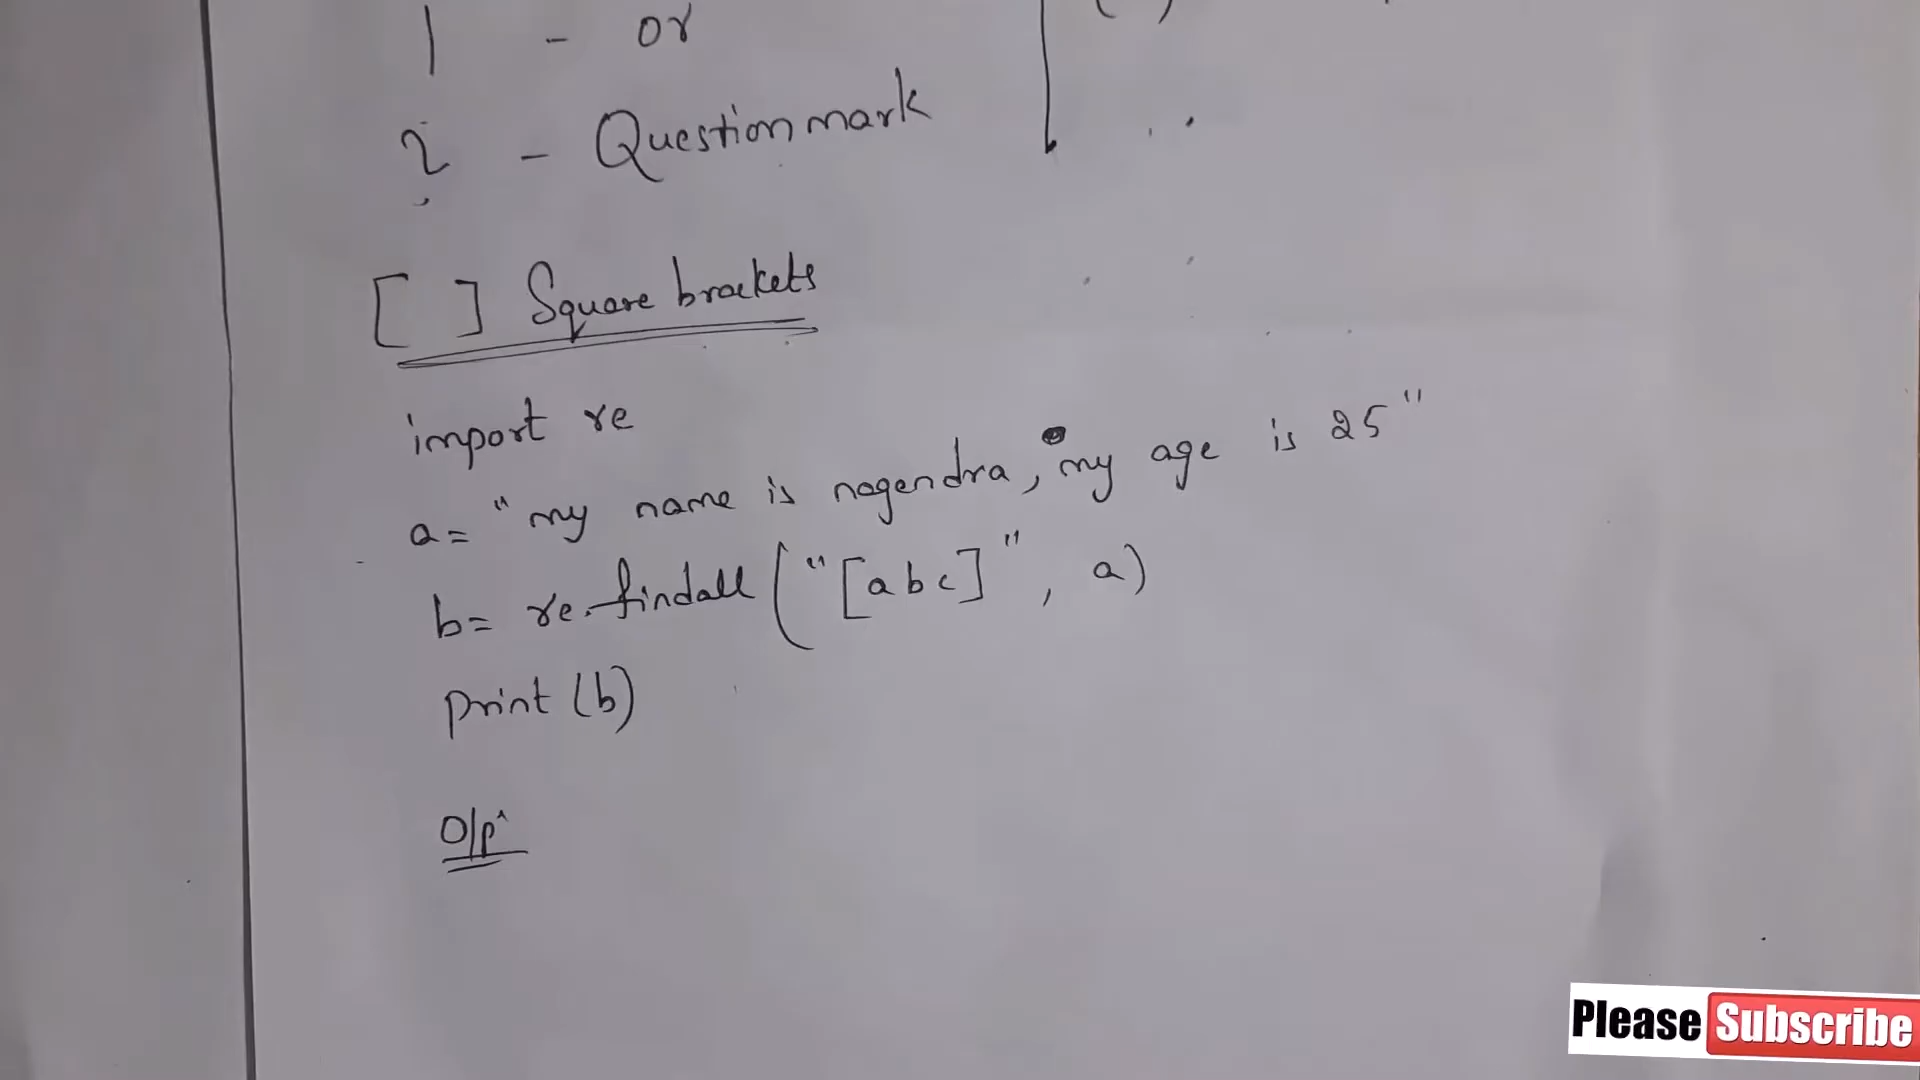 | - or
? - Question mark
[ ] Square brackets
import re
a = "my name is nagendra, my age is 25"
b = re.findall("[abc]", a)
print (b)
O/p
Please Subscribe